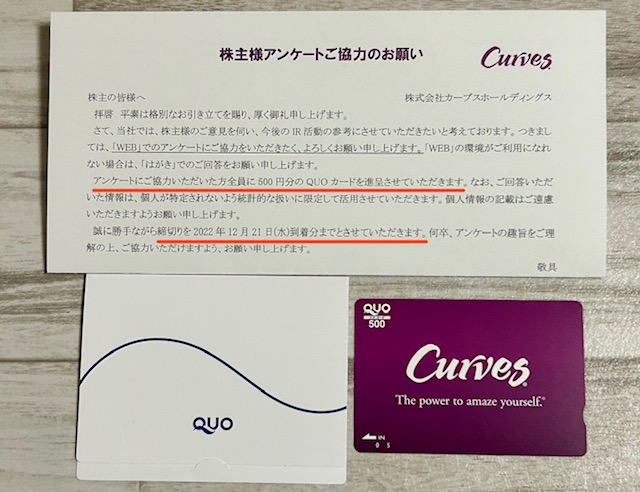 株主様アンケートご協力のお願い
Curves®
株主の皆様へ
株式会社カーブスホールディングス
拝啓 平素は格別なお引き立てを賜り、厚く御礼申し上げます。
さて、当社では、株主様のご意見を伺い、今後の IR 活動の参考にさせていただきたいと考えております。つきまし
ては、「WEB」でのアンケートにご協力をいただきたく、よろしくお願い申し上げます。「WEB」の環境がご利用になれな
い場合は、「はがき」でのご回答をお願い申し上げます。
アンケートにご協力いただいた方全員に 500 円分の QUO カードを進呈させていただきます。なお、ご回答いただ
いた情報は、個人が特定されないよう統計的な扱いに限定して活用させていただきます。個人情報の記載はご遠慮
いただきますようお願い申し上げます。
誠に勝手ながら締切りを 2022 年 12 月 21 日(水)到着分までとさせていただきます。何卒、アンケートの趣旨をご理
解の上、ご協力いただけますよう、お願い申し上げます。
敬具
QUO
QUO
500
Curves®
The power to amaze yourself.®
IN
0 5